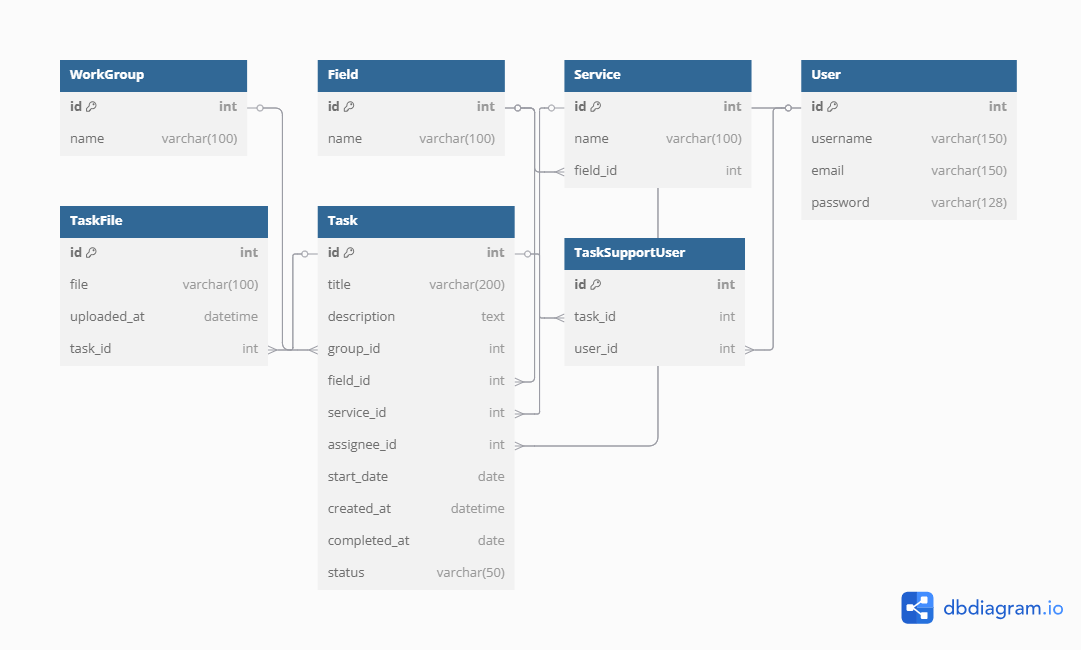 WorkGroup
id int
name varchar(100)
Field
id int
name varchar(100)
Service
id int
name varchar(100)
field_id int
User
id int
username varchar(150)
email varchar(150)
password varchar(128)
TaskFile
id int
file varchar(100)
uploaded_at datetime
task_id int
Task
id int
title varchar(200)
description text
group_id int
field_id int
service_id int
assignee_id int
start_date date
created_at datetime
completed_at date
status varchar(50)
TaskSupportUser
id int
task_id int
user_id int
dbdiagram.io